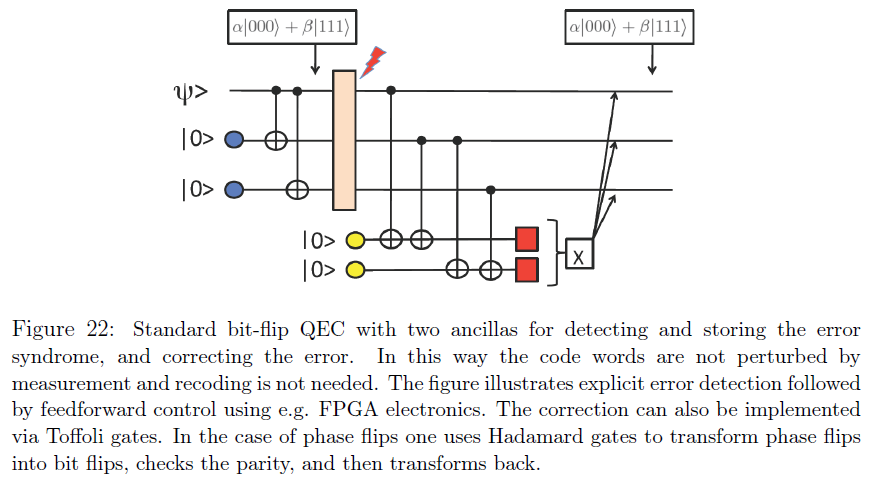 α|000⟩ + β|111⟩
α|000⟩ + β|111⟩
ψ>
|0>
|0>
|0>
|0>
X
Figure 22: Standard bit-flip QEC with two ancillas for detecting and storing the error
syndrome, and correcting the error. In this way the code words are not perturbed by
measurement and recoding is not needed. The figure illustrates explicit error detection followed
by feedforward control using e.g. FPGA electronics. The correction can also be implemented
via Toffoli gates. In the case of phase flips one uses Hadamard gates to transform phase flips
into bit flips, checks the parity, and then transforms back.